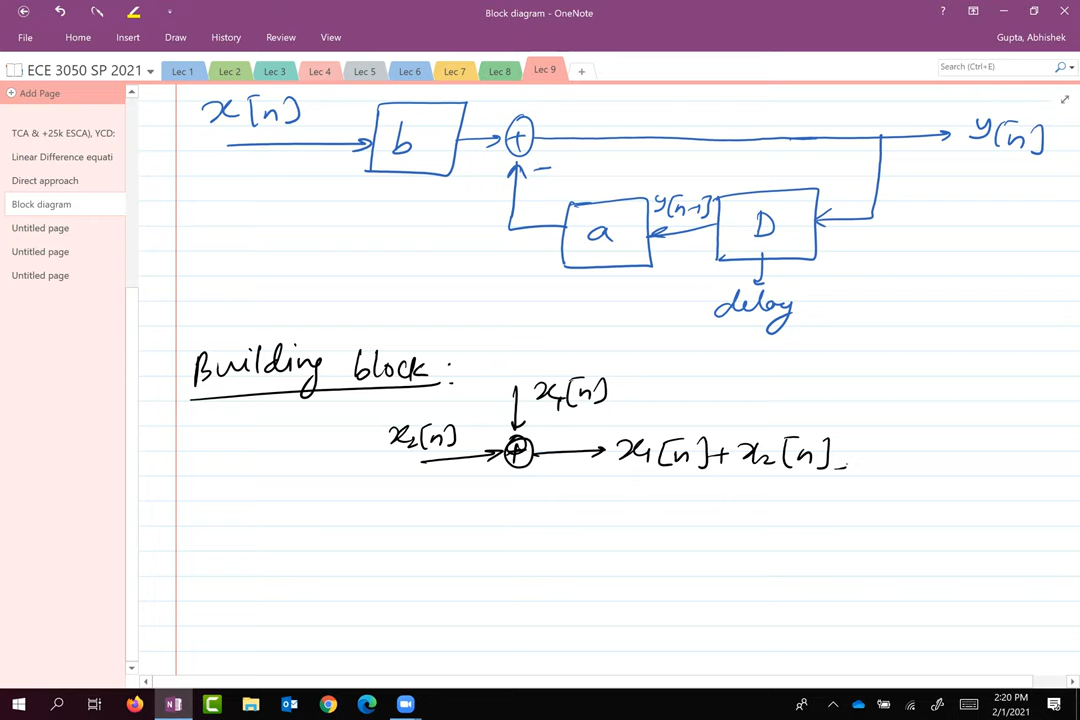 Block diagram - OneNote
?
File Home Insert Draw History Review View
Gupta, Abhishek
ECE 3050 SP 2021
Lec 1 Lec 2 Lec 3 Lec 4 Lec 5 Lec 6 Lec 7 Lec 8 Lec 9 +
Search (Ctrl+E)
Add Page
TCA & +25k ESCA), YCD:
Linear Difference equati
Direct approach
Block diagram
Untitled page
Untitled page
Untitled page
x[n]
b
+
y[n]
-
a
y[n-1]
D
delay
Building block:
x1[n]
x2[n]
+
x1[n]+x2[n]
2:20 PM
2/1/2021